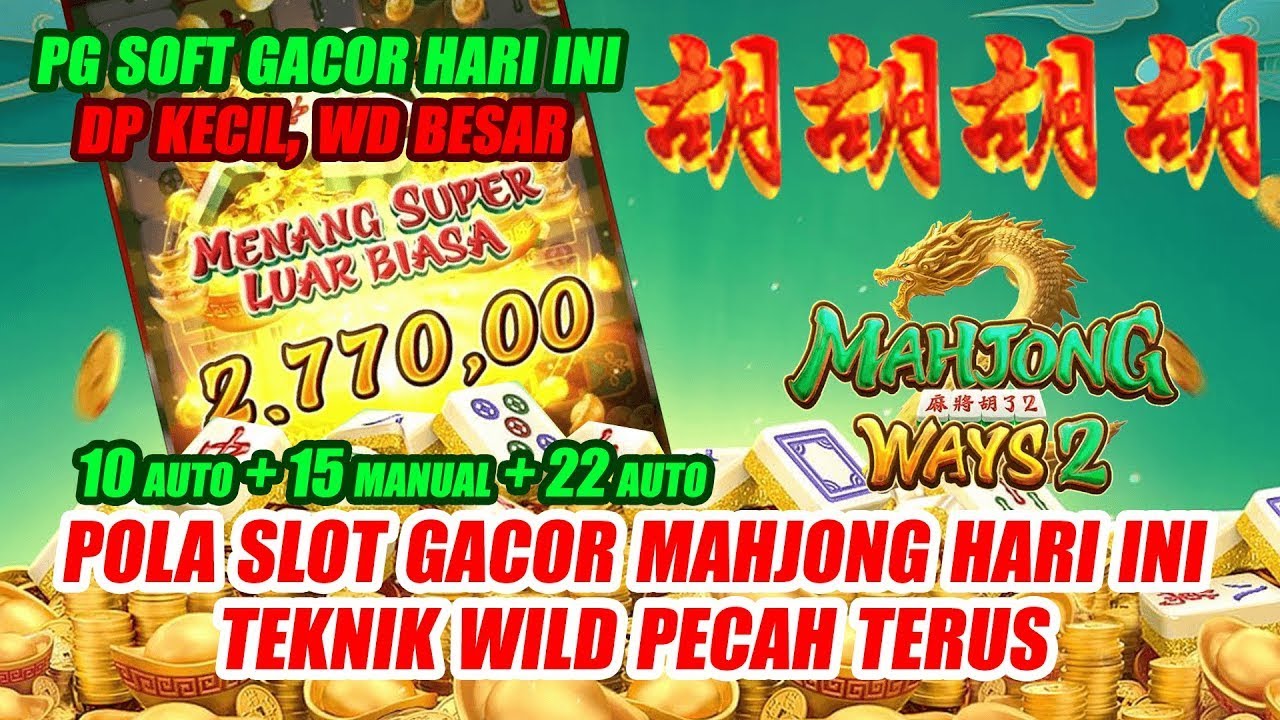 PG SOFT GACOR HARI INI
DP KECIL, WD BESAR
胡胡胡胡
MENANG SUPER
LUAR BIASA
2.770,00
MAHJONG
麻將胡了2
WAYS 2
10 AUTO + 15 MANUAL + 22 AUTO
POLA SLOT GACOR MAHJONG HARI INI
TEKNIK WILD PECAH TERUS